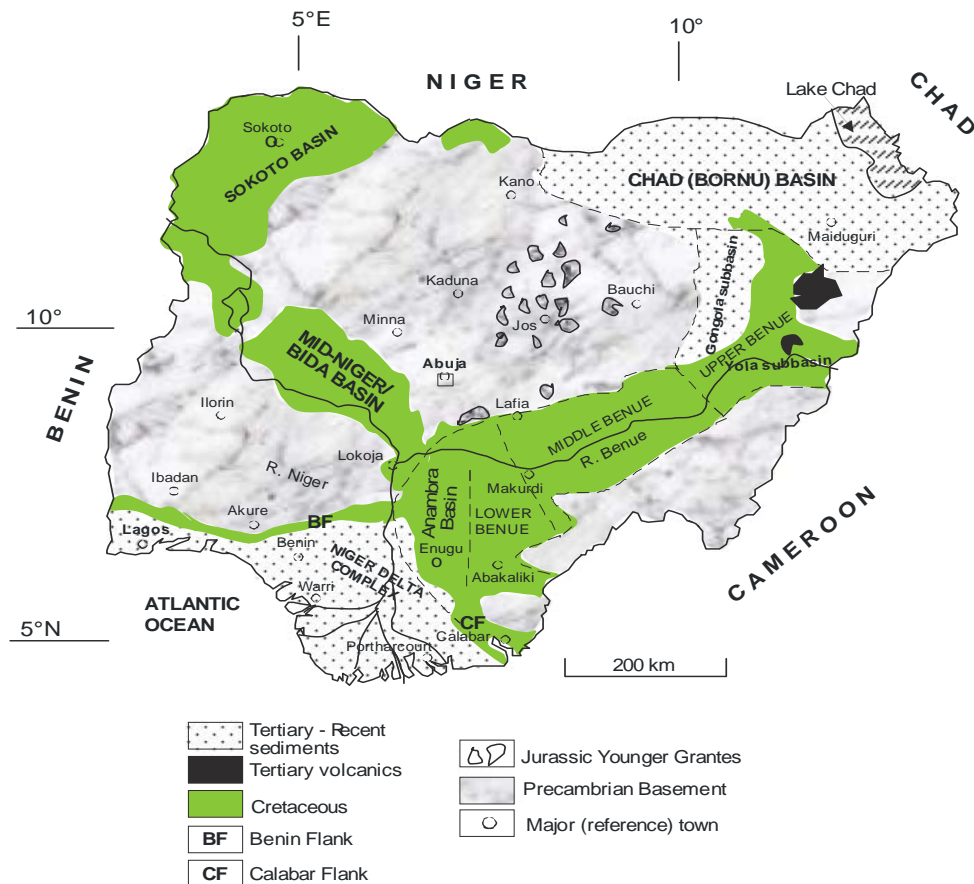 5°E
10°
NIGER
CHAD
Lake Chad
Sokoto
SOKOTO BASIN
Kano
CHAD (BORNU) BASIN
Maiduguri
Gongola subbasin
Kaduna
Bauchi
Jos
Minna
10°
Abuja
UPPER BENUE
Yola subbasin
MID-NIGER/
BIDA BASIN
BENIN
Ilorin
Lafia
MIDDLE BENUE
R. Benue
Lokoja
R. Niger
Ibadan
Makurdi
Anambra
Basin
LOWER
BENUE
Akure
BF
Lagos
Benin
Enugu
Abakaliki
CAMEROON
NIGER DELTA
COMPLEX
Warri
ATLANTIC
OCEAN
CF
Calabar
5°N
Portharcourt
200 km
Tertiary - Recent
sediments
Tertiary volcanics
Cretaceous
BF Benin Flank
CF Calabar Flank
Jurassic Younger Grantes
Precambrian Basement
Major (reference) town